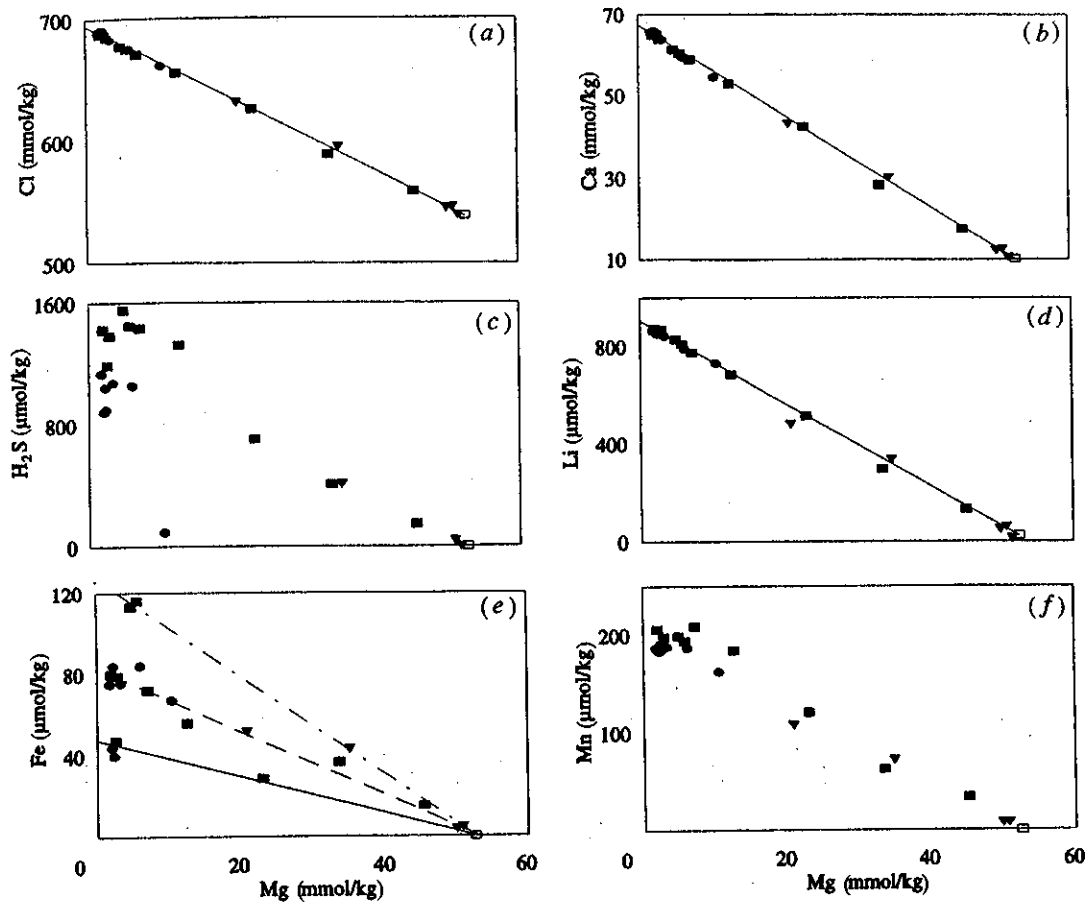 700
600
500
Cl (mmol/kg)
(a)
70
50
30
10
Ca (mmol/kg)
(b)
1600
800
0
H₂S (µmol/kg)
(c)
800
400
0
Li (µmol/kg)
(d)
120
80
40
Fe (µmol/kg)
(e)
0 20 40 60
Mg (mmol/kg)
200
100
0
Mn (µmol/kg)
(f)
0 20 40 60
Mg (mmol/kg)